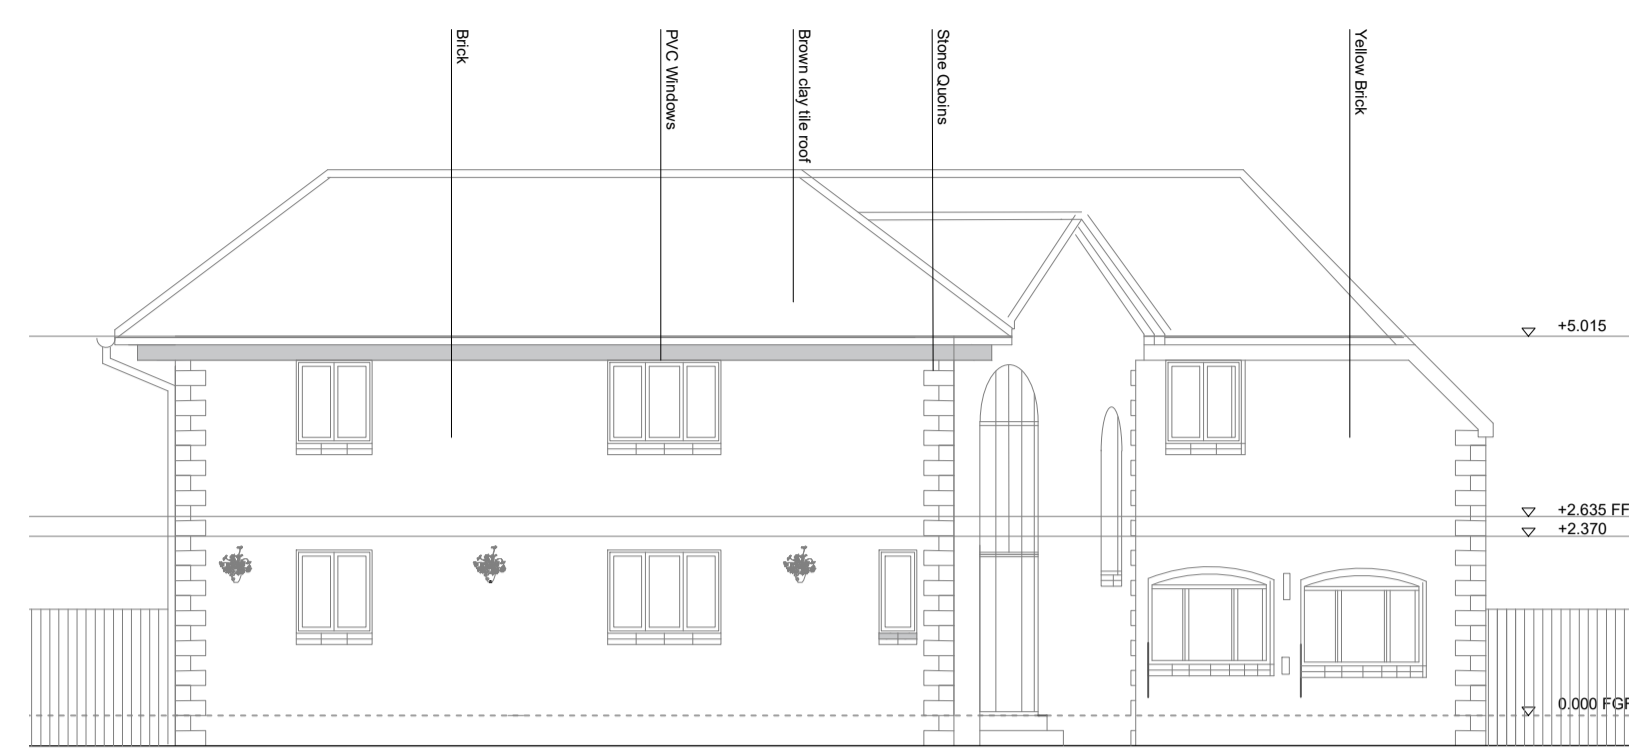 Brick
PVC Windows
Brown clay tile roof
Stone Quoins
Yellow Brick
+5.015
+2.635 FF
+2.370
0.000 FGF